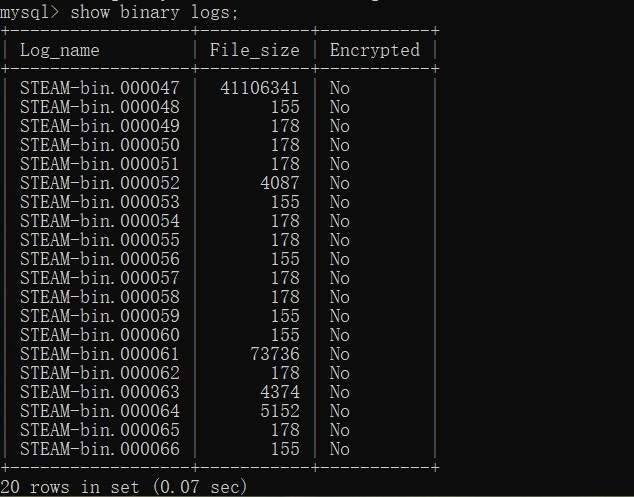 mysql> show binary logs;
+------------------+-----------+-----------+
| Log_name | File_size | Encrypted |
+------------------+-----------+-----------+
| STEAM-bin.000047 | 41106341 | No |
| STEAM-bin.000048 | 155 | No |
| STEAM-bin.000049 | 178 | No |
| STEAM-bin.000050 | 178 | No |
| STEAM-bin.000051 | 178 | No |
| STEAM-bin.000052 | 4087 | No |
| STEAM-bin.000053 | 155 | No |
| STEAM-bin.000054 | 178 | No |
| STEAM-bin.000055 | 178 | No |
| STEAM-bin.000056 | 155 | No |
| STEAM-bin.000057 | 178 | No |
| STEAM-bin.000058 | 178 | No |
| STEAM-bin.000059 | 155 | No |
| STEAM-bin.000060 | 155 | No |
| STEAM-bin.000061 | 73736 | No |
| STEAM-bin.000062 | 178 | No |
| STEAM-bin.000063 | 4374 | No |
| STEAM-bin.000064 | 5152 | No |
| STEAM-bin.000065 | 178 | No |
| STEAM-bin.000066 | 155 | No |
+------------------+-----------+-----------+
20 rows in set (0.07 sec)